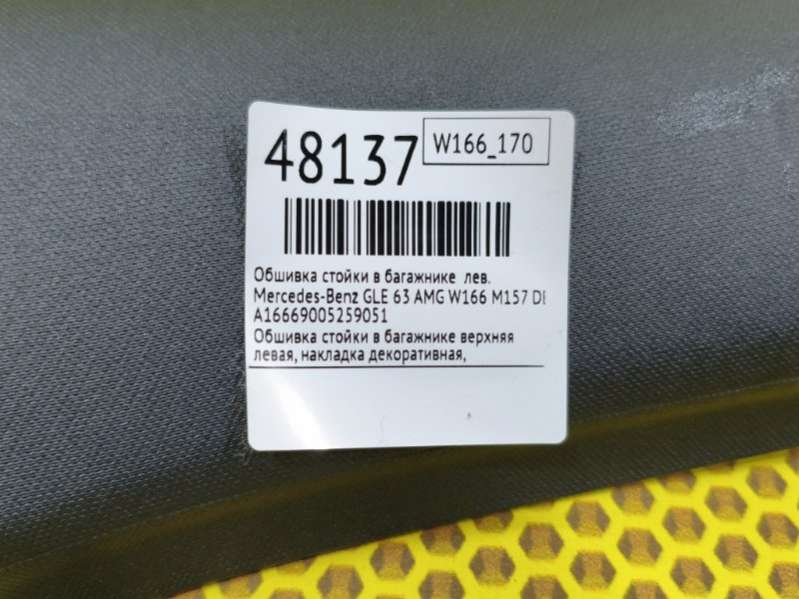 48137
W166_170
Обшивка стойки в багажнике лев.
Mercedes-Benz GLE 63 AMG W166 M157 DE
A16669005259051
Обшивка стойки в багажнике верхняя
левая, накладка декоративная,